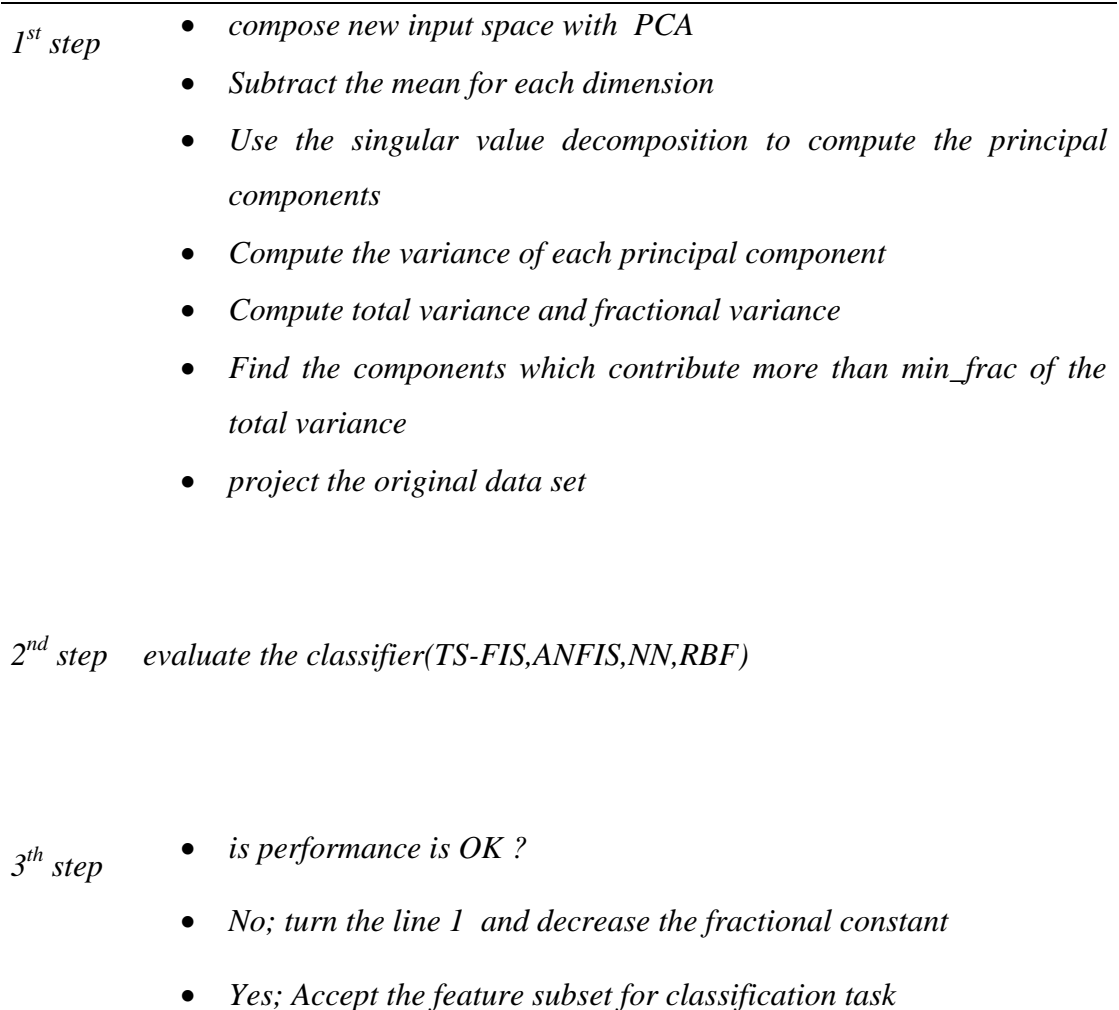 1st step • compose new input space with PCA
• Subtract the mean for each dimension
• Use the singular value decomposition to compute the principal
components
• Compute the variance of each principal component
• Compute total variance and fractional variance
• Find the components which contribute more than min_frac of the
total variance
• project the original data set
2nd step evaluate the classifier(TS-FIS,ANFIS,NN,RBF)
3th step • is performance is OK ?
• No; turn the line 1 and decrease the fractional constant
• Yes; Accept the feature subset for classification task